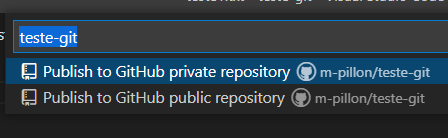 teste-git
Publish to GitHub private repository m-pillon/teste-git
Publish to GitHub public repository m-pillon/teste-git